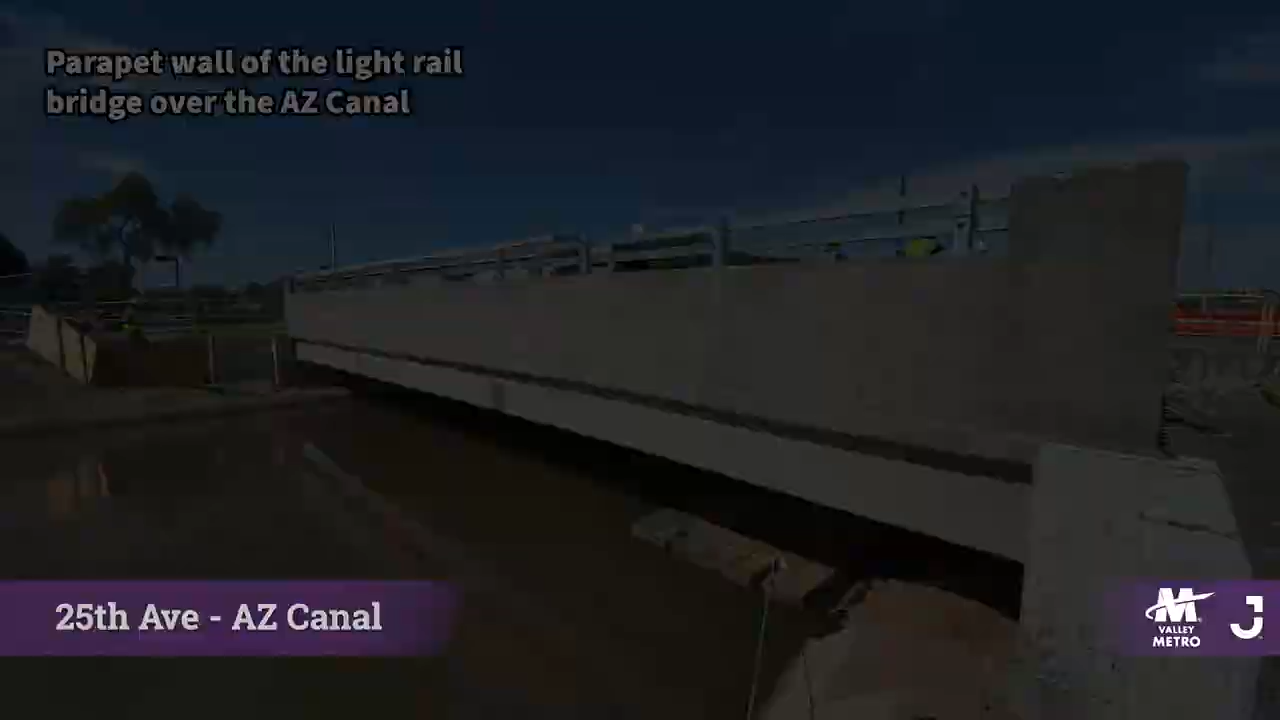 Parapet wall of the light rail
bridge over the AZ Canal
25th Ave - AZ Canal
VALLEY
METRO